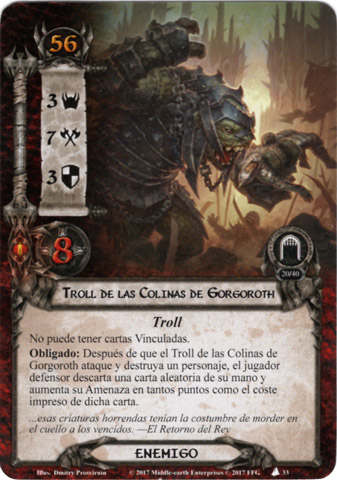 56
3
7
3
8
20/40
Troll de las Colinas de Gorgoroth
Troll
No puede tener cartas Vinculadas.
Obligado: Después de que el Troll de las Colinas de
Gorgoroth ataque y destruya un personaje, el jugador
defensor descarta una carta aleatoria de su mano y
aumenta su Amenaza en tantos puntos como el coste
impreso de dicha carta.
...esas criaturas horrendas tenían la costumbre de morder en
el cuello a los vencidos. —El Retorno del Rey
ENEMIGO
Illus. Dmitry Prosvirnin © 2017 Middle-earth Enterprises © 2017 FFG 33